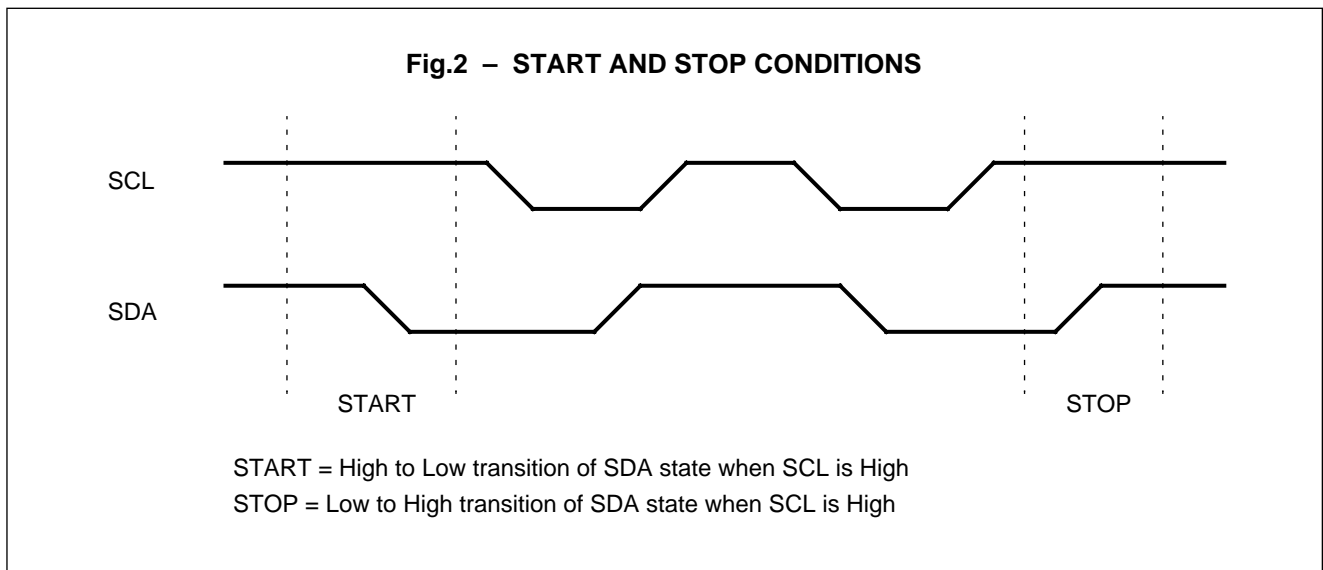 Fig.2 – START AND STOP CONDITIONS
SCL
SDA
START
STOP
START = High to Low transition of SDA state when SCL is High
STOP = Low to High transition of SDA state when SCL is High